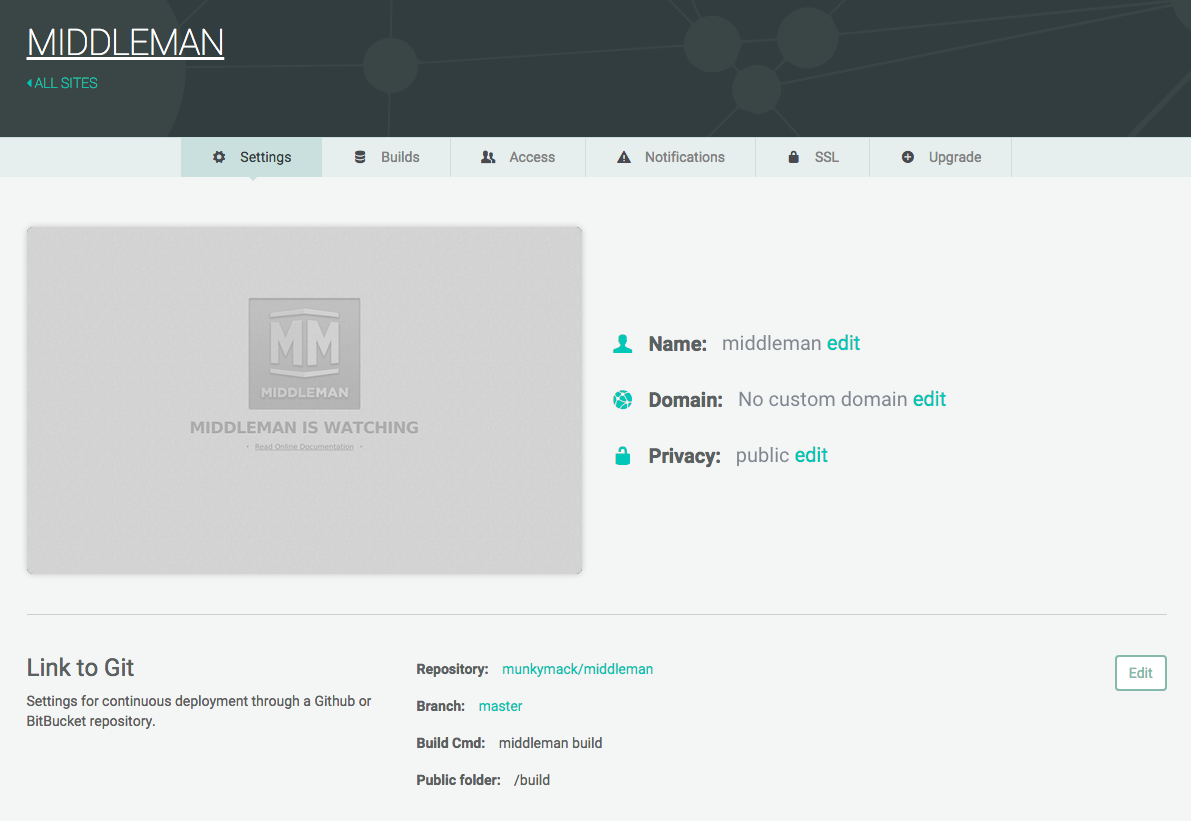 MIDDLEMAN
ALL SITES
Settings Builds Access Notifications SSL Upgrade
MM
MIDDLEMAN
MIDDLEMAN IS WATCHING
• Read Online Documentation •
Name: middleman edit
Domain: No custom domain edit
Privacy: public edit
Link to Git
Settings for continuous deployment through a Github or
BitBucket repository.
Repository: munkymack/middleman
Branch: master
Build Cmd: middleman build
Public folder: /build
Edit